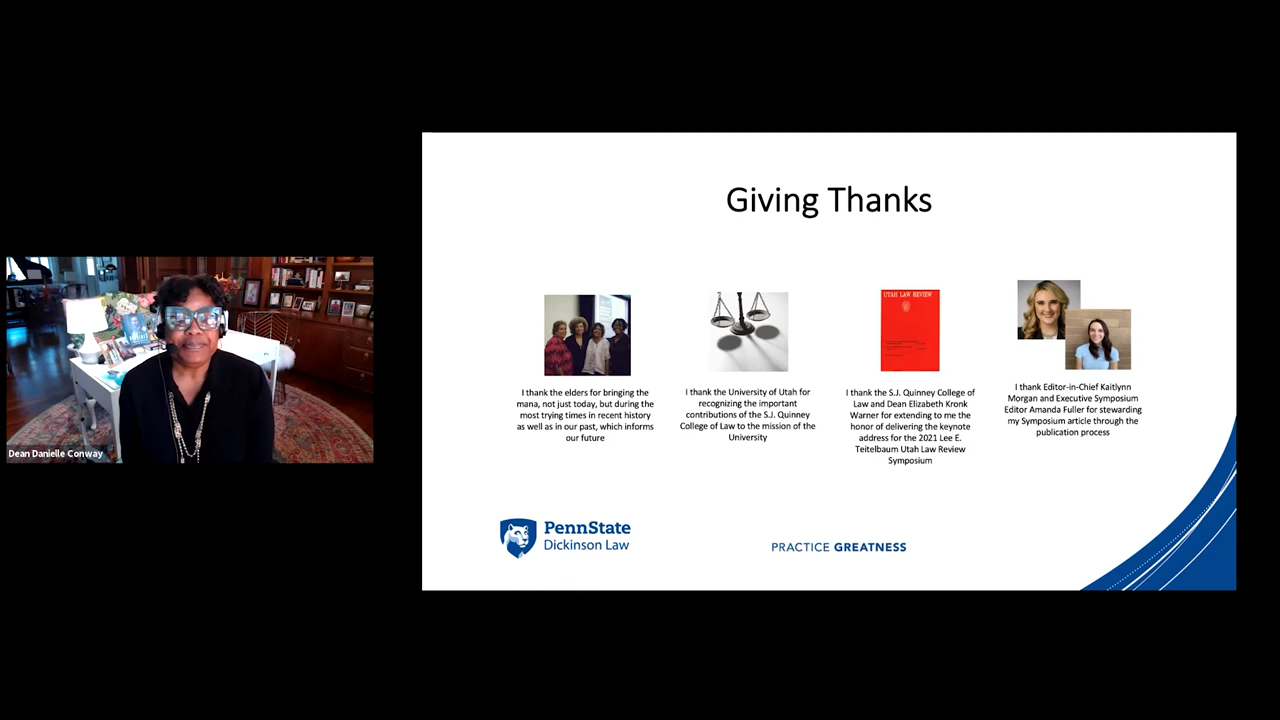 Giving Thanks
UTAH LAW REVIEW
I thank the elders for bringing the
mana, not just today, but during the
most trying times in recent history
as well as in our past, which informs
our future
I thank the University of Utah for
recognizing the important
contributions of the S.J. Quinney
College of Law to the mission of the
University
I thank the S.J. Quinney College of
Law and Dean Elizabeth Kronk
Warner for extending to me the
honor of delivering the keynote
address for the 2021 Lee E.
Teitelbaum Utah Law Review
Symposium
I thank Editor-in-Chief Kaitlynn
Morgan and Executive Symposium
Editor Amanda Fuller for stewarding
my Symposium article through the
publication process
Dean Danielle Conway
PennState
Dickinson Law
PRACTICE GREATNESS